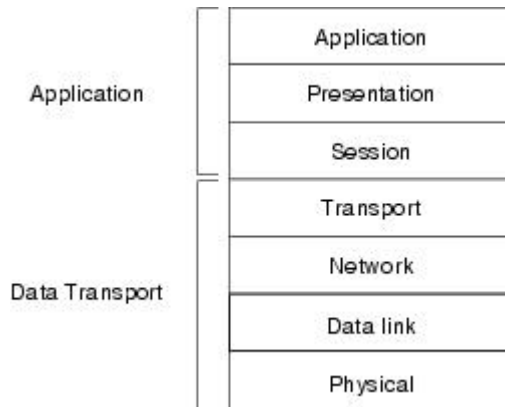 Application
Presentation
Session
Transport
Network
Data link
Physical
Application
Data Transport